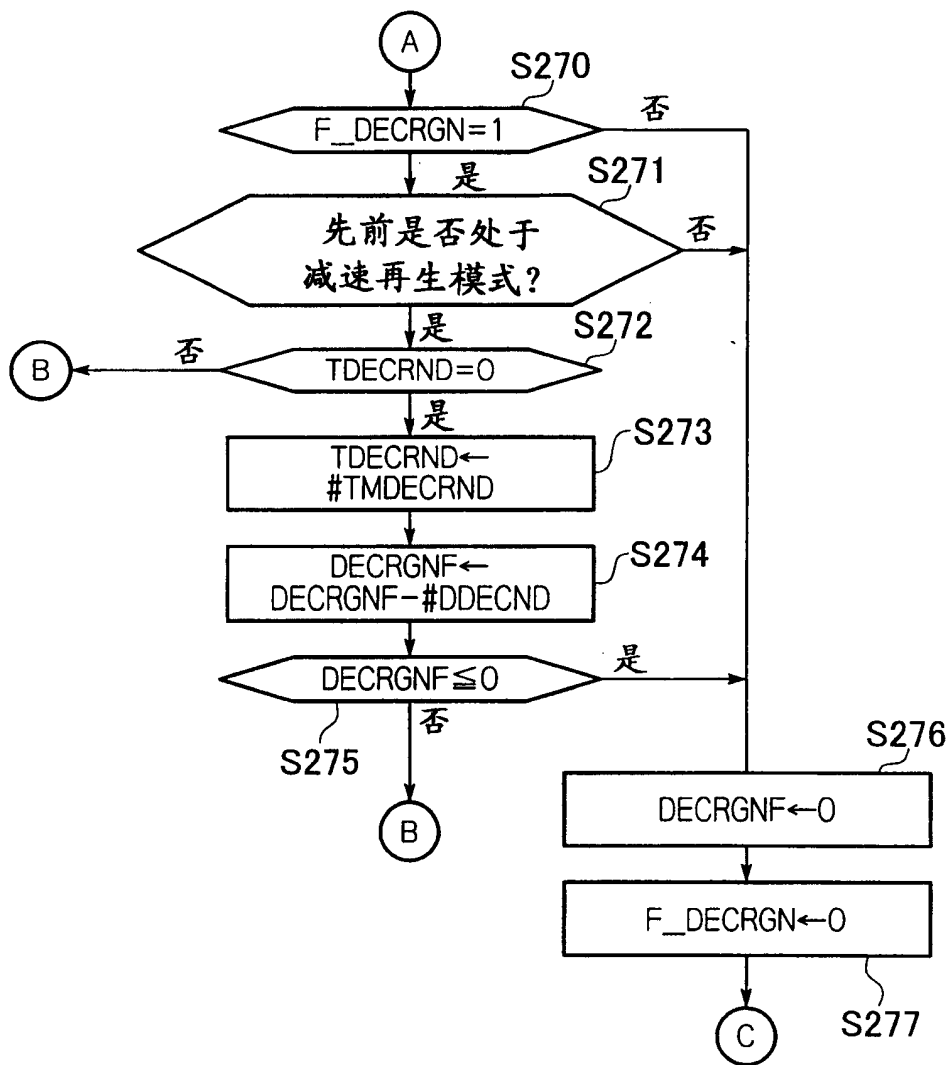 A
S270
F_DECRGN=1
否
是
S271
先前是否处于
减速再生模式?
否
是
S272
B
否
TDECRND=0
是
S273
TDECRND←
#TMDECRND
S274
DECRGNF←
DECRGNF-#DDECND
DECRGNF≦0
是
S275
否
B
S276
DECRGNF←0
F_DECRGN←0
S277
C